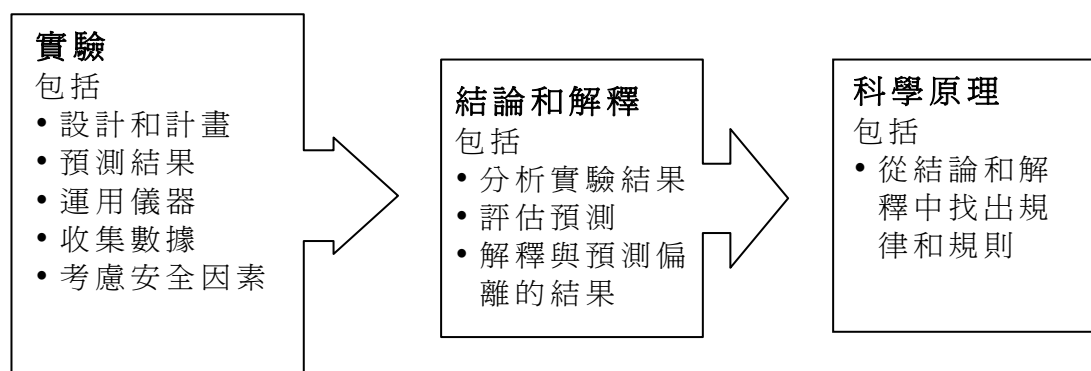 實驗
包括
• 設計和計畫
• 預測結果
• 運用儀器
• 收集數據
• 考慮安全因素
結論和解釋
包括
• 分析實驗結果
• 評估預測
• 解釋與預測偏
離的結果
科學原理
包括
• 從結論和解
釋中找出規
律和規則